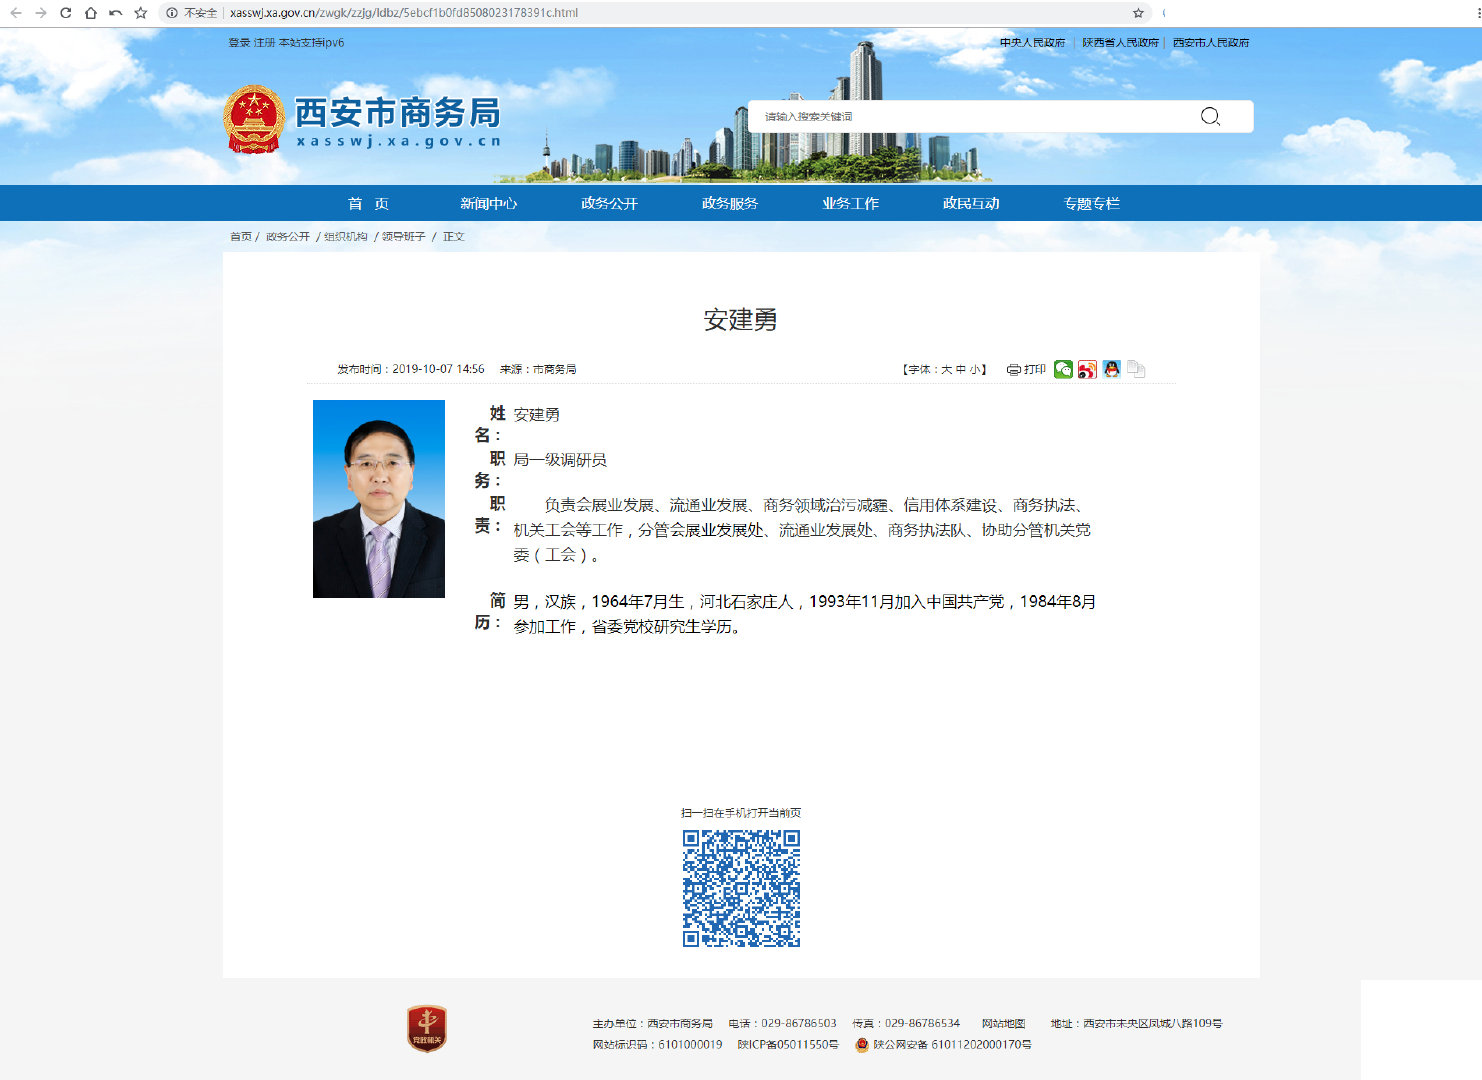 不安全 xasswj.xa.gov.cn/zwgk/zzjg/ldbz/5ebcf1b0fd8508023178391c.html
登录 注册 本站支持ipv6
中央人民政府 | 陕西省人民政府 | 西安市人民政府
西安市商务局
xasswj.xa.gov.cn
请输入搜索关键词
首 页 新闻中心 政务公开 政务服务 业务工作 政民互动 专题专栏
首页 / 政务公开 / 组织机构 / 领导班子 / 正文
安建勇
发布时间：2019-10-07 14:56 来源：市商务局 【字体：大 中 小】 打印
姓名： 安建勇
职务： 局一级调研员
职责： 负责会展业发展、流通业发展、商务领域治污减霾、信用体系建设、商务执法、
机关工会等工作，分管会展业发展处、流通业发展处、商务执法队、协助分管机关党
委（工会）。
简历： 男，汉族，1964年7月生，河北石家庄人，1993年11月加入中国共产党，1984年8月
参加工作，省委党校研究生学历。
扫一扫在手机打开当前页
党政机关
主办单位：西安市商务局 电话：029-86786503 传真：029-86786534 网站地图 地址：西安市未央区凤城八路109号
网站标识码：6101000019 陕ICP备05011550号 陕公网安备 61011202000170号